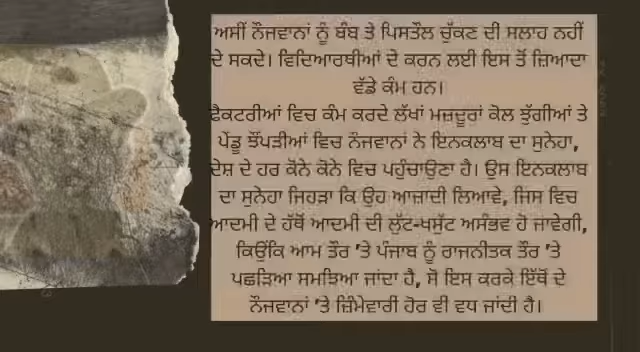 ਅਸੀਂ ਨੌਜਵਾਨਾਂ ਨੂੰ ਬੰਬ ਤੇ ਪਿਸਤੌਲ ਚੁੱਕਣ ਦੀ ਸਲਾਹ ਨਹੀਂ
ਦੇ ਸਕਦੇ। ਵਿਦਿਆਰਥੀਆਂ ਦੇ ਕਰਨ ਲਈ ਇਸ ਤੋਂ ਜ਼ਿਆਦਾ
ਵੱਡੇ ਕੰਮ ਹਨ।
ਫੈਕਟਰੀਆਂ ਵਿਚ ਕੰਮ ਕਰਦੇ ਲੱਖਾਂ ਮਜ਼ਦੂਰਾਂ ਕੋਲ ਝੁੱਗੀਆਂ ਤੇ
ਪੇਂਡੂ ਝੌਂਪੜੀਆਂ ਵਿਚ ਨੌਜਵਾਨਾਂ ਨੇ ਇਨਕਲਾਬ ਦਾ ਸੁਨੇਹਾ,
ਦੇਸ਼ ਦੇ ਹਰ ਕੋਨੇ ਕੋਨੇ ਵਿਚ ਪਹੁੰਚਾਉਣਾ ਹੈ। ਉਸ ਇਨਕਲਾਬ
ਦਾ ਸੁਨੇਹਾ ਜਿਹੜਾ ਕਿ ਉਹ ਆਜ਼ਾਦੀ ਲਿਆਵੇ, ਜਿਸ ਵਿਚ
ਆਦਮੀ ਦੇ ਹੱਥੋਂ ਆਦਮੀ ਦੀ ਲੁੱਟ-ਖਸੁੱਟ ਅਸੰਭਵ ਹੋ ਜਾਵੇਗੀ,
ਕਿਉਂਕਿ ਆਮ ਤੌਰ 'ਤੇ ਪੰਜਾਬ ਨੂੰ ਰਾਜਨੀਤਕ ਤੌਰ 'ਤੇ
ਪਛੜਿਆ ਸਮਝਿਆ ਜਾਂਦਾ ਹੈ, ਸੋ ਇਸ ਕਰਕੇ ਇੱਥੋਂ ਦੇ
ਨੌਜਵਾਨਾਂ 'ਤੇ ਜ਼ਿੰਮੇਵਾਰੀ ਹੋਰ ਵੀ ਵਧ ਜਾਂਦੀ ਹੈ।